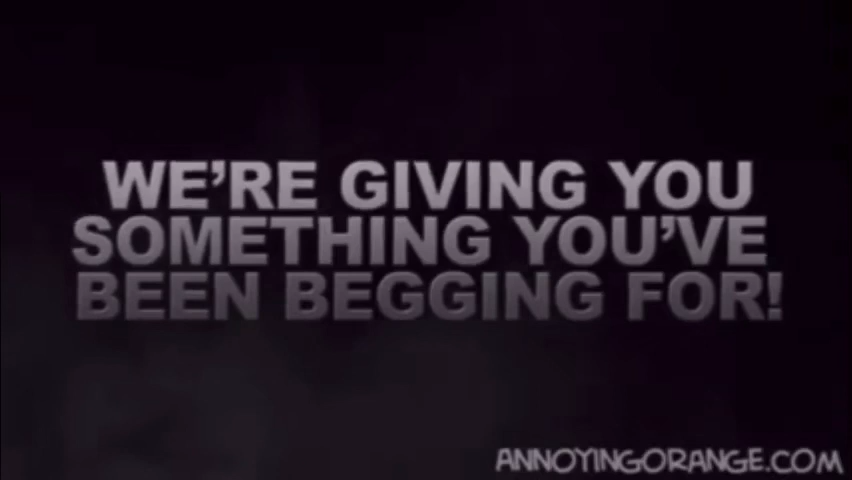 WE'RE GIVING YOU
SOMETHING YOU'VE
BEEN BEGGING FOR!
ANNOYINGORANGE.COM